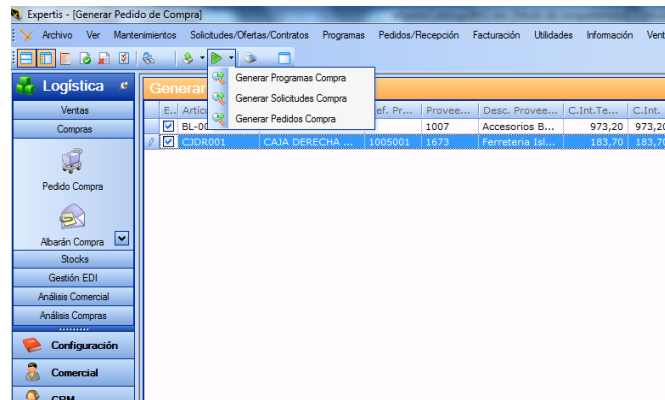 Expertis - [Generar Pedido de Compra]
Archivo Ver Mantenimientos Solicitudes/Ofertas/Contratos Programas Pedidos/Recepción Facturación Utilidades Información Vent
Logística
Generar
Generar Programas Compra
Generar Solicitudes Compra
Generar Pedidos Compra
Ventas
Compras
Pedido Compra
Albarán Compra
Stocks
Gestión EDI
Análisis Comercial
Análisis Compras
Configuración
Comercial
CRM
E... Artícu ef. Pr... Provee... Desc. Provee... C.Int.Te... C.Int.
BL-00 1007 Accesorios B... 973,20 973,20
CJDR001 CAJA DERECHA ... 1005001 1673 Ferreteria Isl... 183,70 183,70